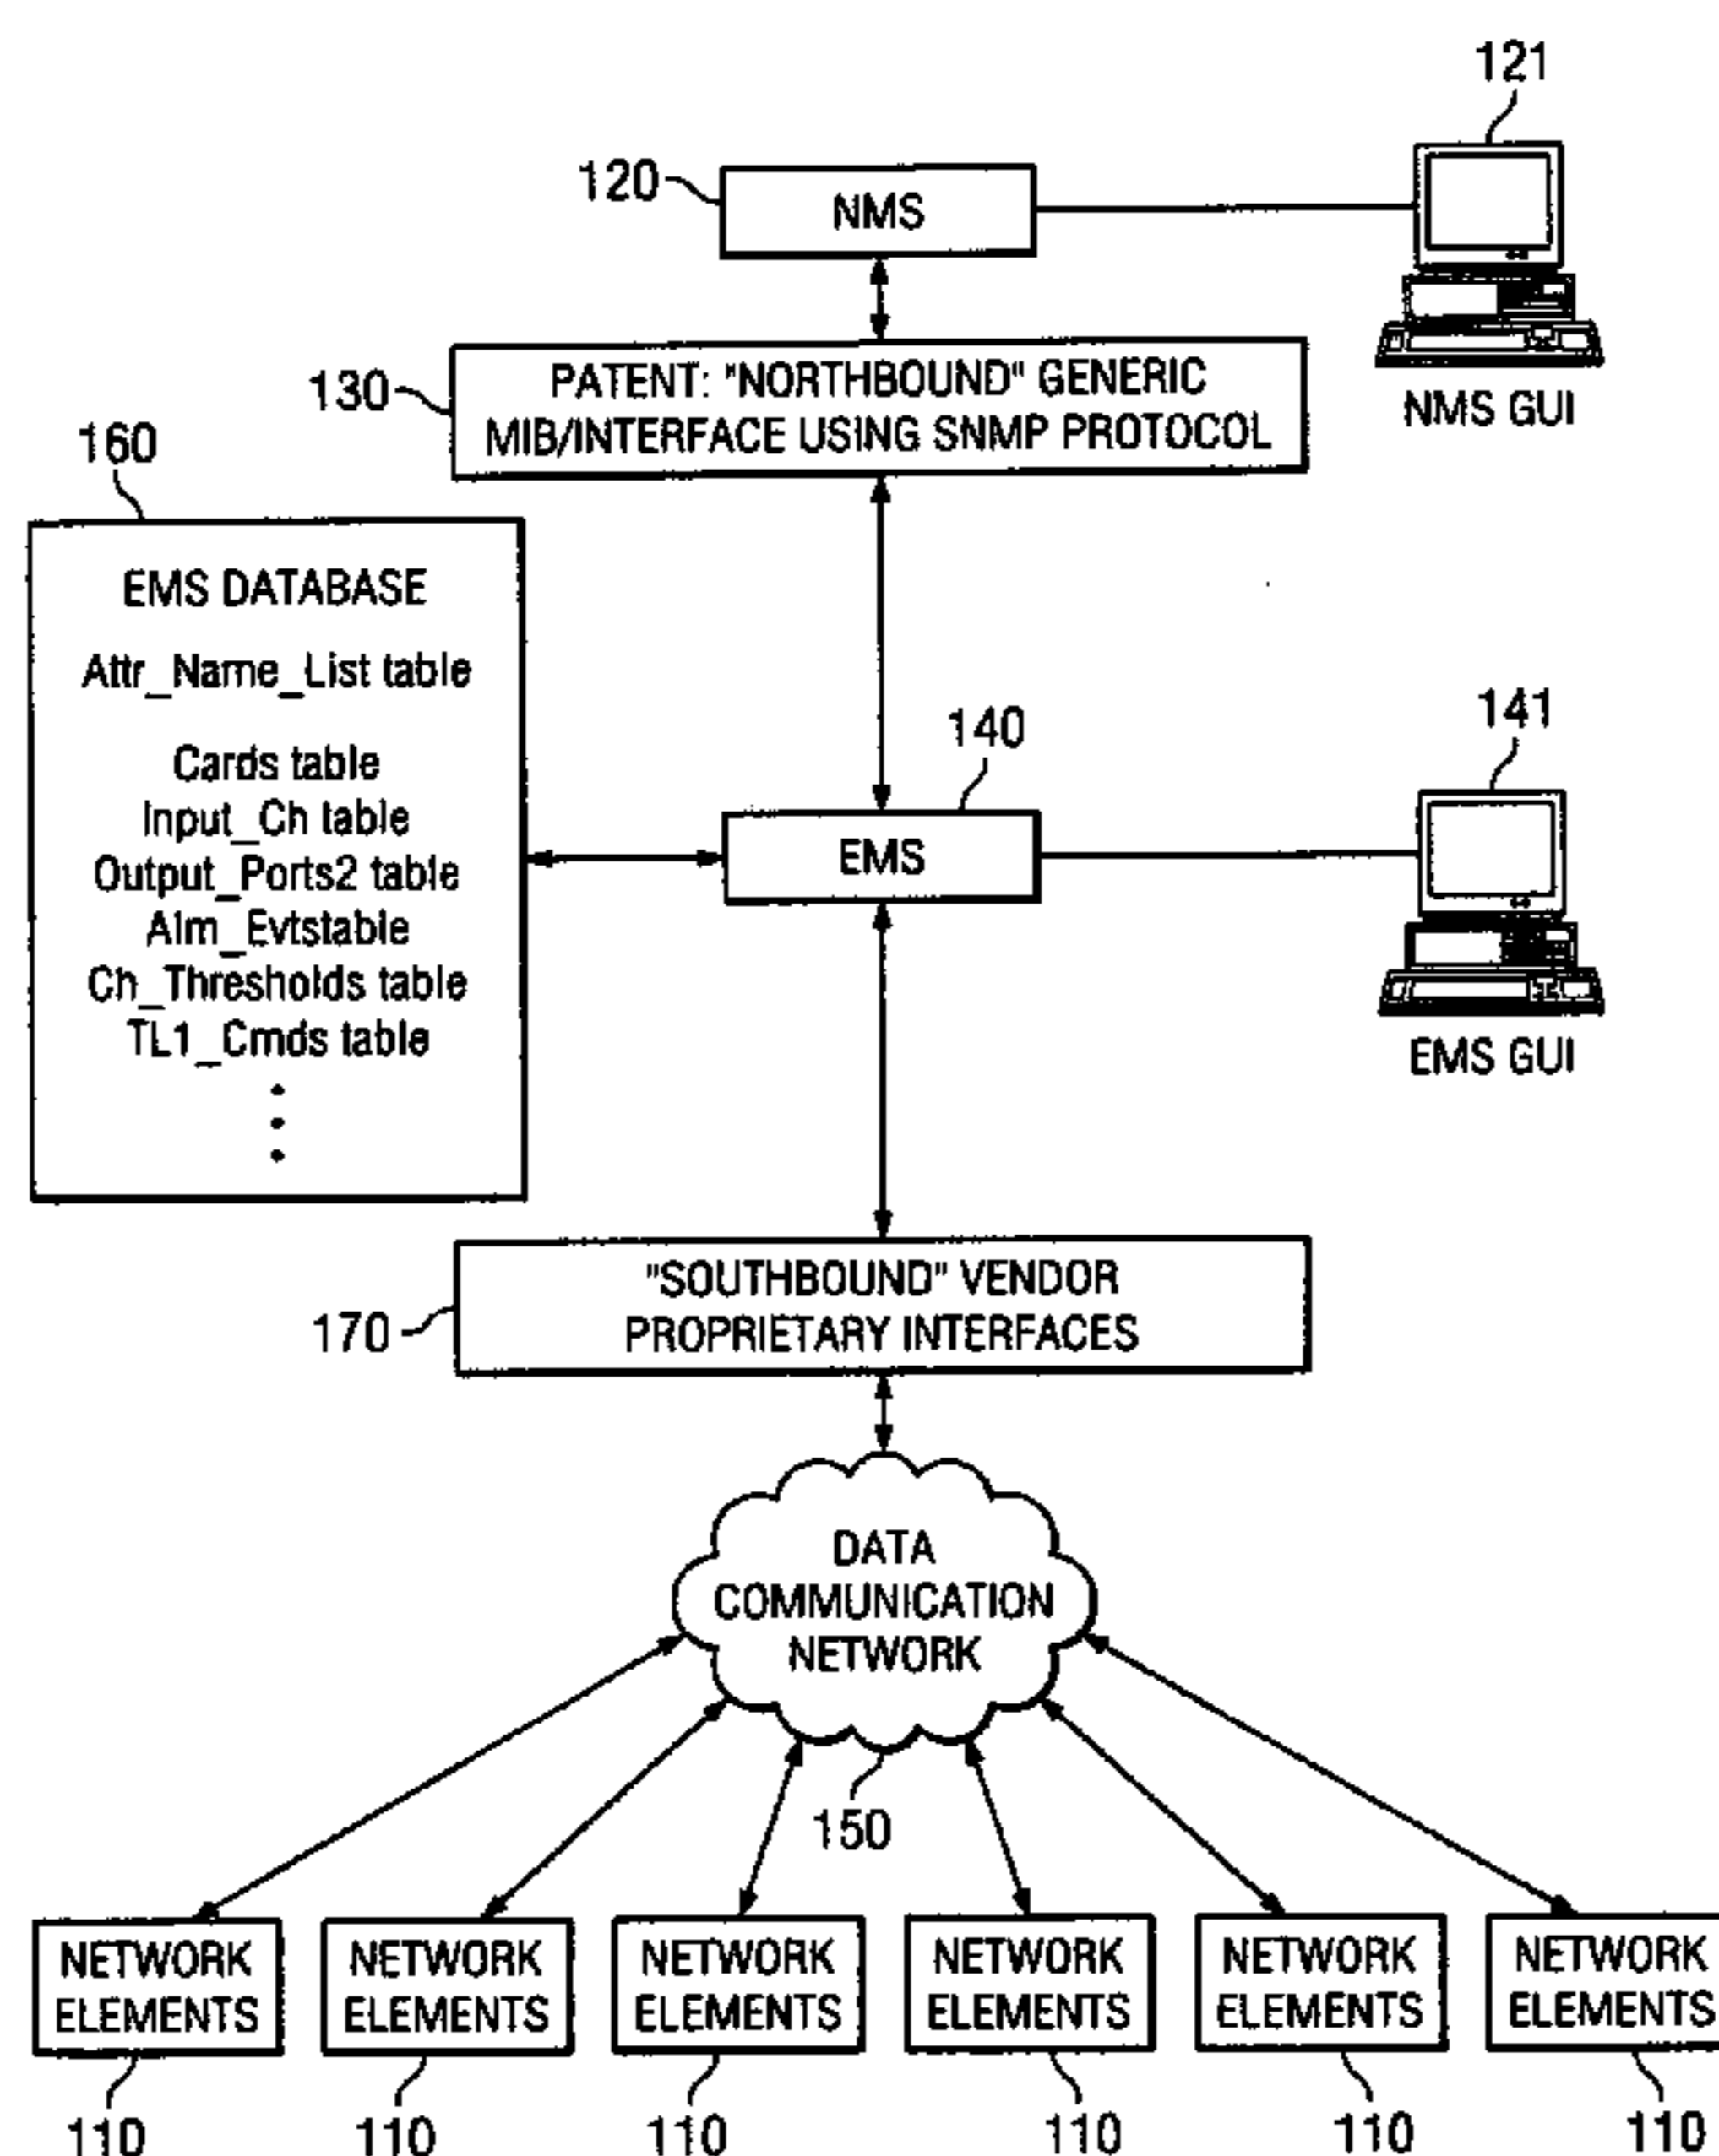 121
120
NMS
NMS GUI
130
PATENT: "NORTHBOUND" GENERIC
MIB/INTERFACE USING SNMP PROTOCOL
160
EMS DATABASE
Attr_Name_List table
Cards table
Input_Ch table
Output_Ports2 table
Alm_Evtstable
Ch_Thresholds table
TL1_Cmds table
140
EMS
141
EMS GUI
170
"SOUTHBOUND" VENDOR
PROPRIETARY INTERFACES
DATA
COMMUNICATION
NETWORK
150
NETWORK
ELEMENTS
110
NETWORK
ELEMENTS
110
NETWORK
ELEMENTS
110
NETWORK
ELEMENTS
110
NETWORK
ELEMENTS
110
NETWORK
ELEMENTS
110